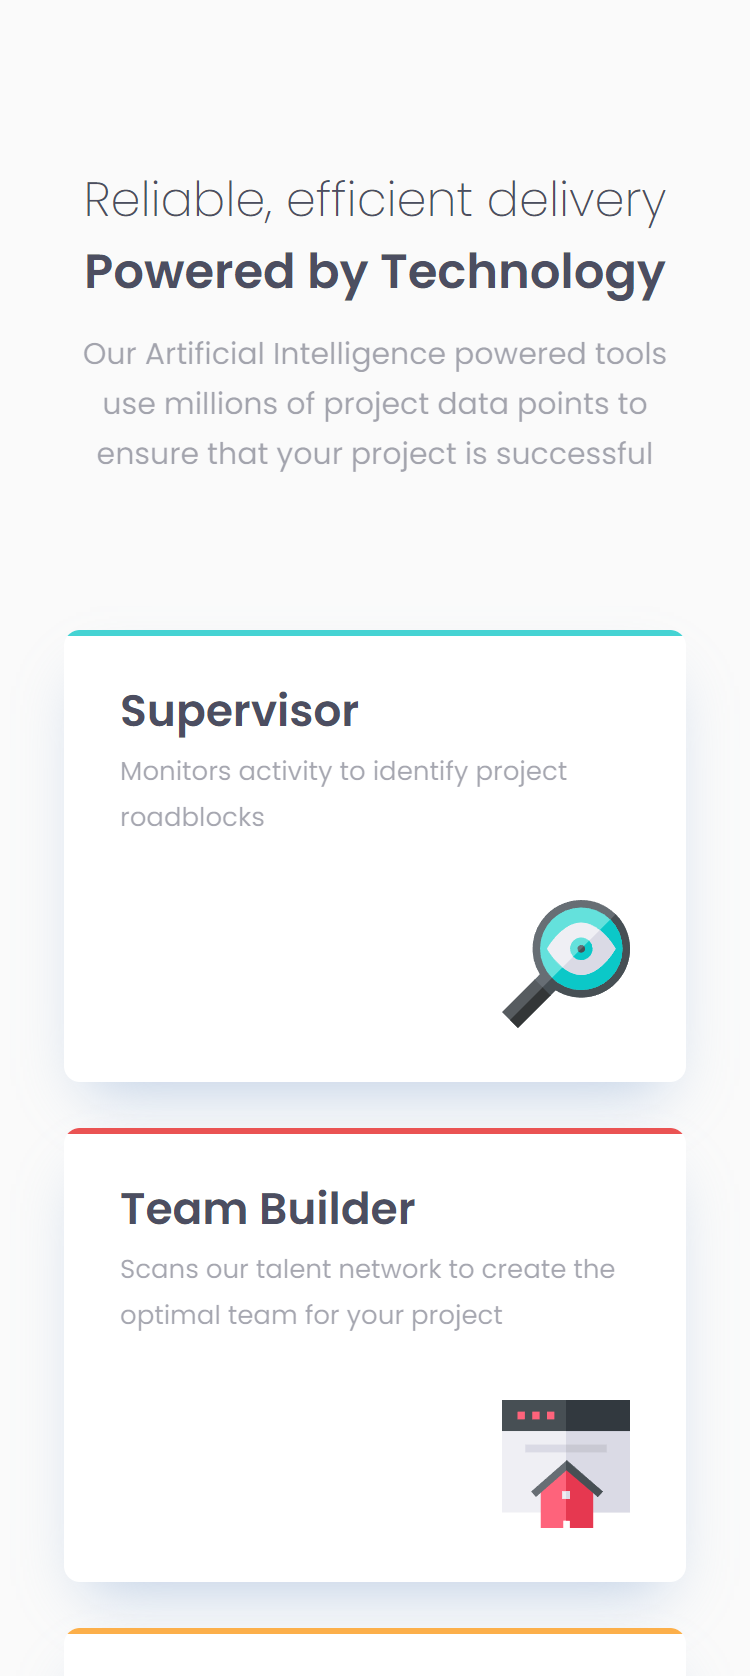 Reliable, efficient delivery
Powered by Technology
Our Artificial Intelligence powered tools
use millions of project data points to
ensure that your project is successful
Supervisor
Monitors activity to identify project
roadblocks
Team Builder
Scans our talent network to create the
optimal team for your project